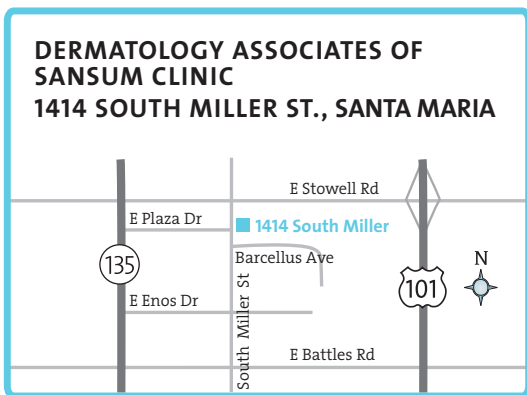 DERMATOLOGY ASSOCIATES OF
SANSUM CLINIC
1414 SOUTH MILLER ST., SANTA MARIA
E Stowell Rd
E Plaza Dr
1414 South Miller
Barcellus Ave
N
135
101
E Enos Dr
South Miller St
E Battles Rd